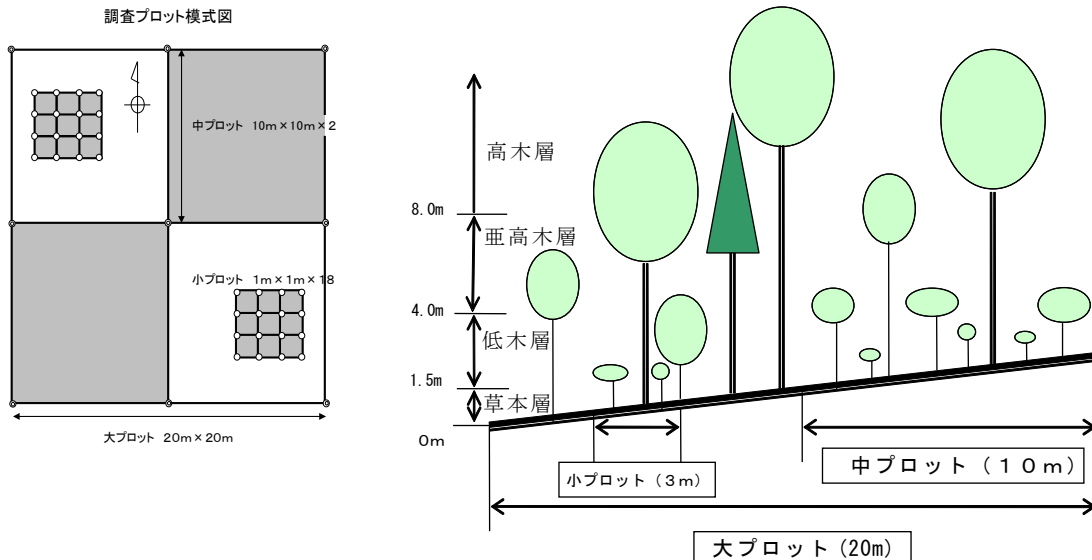 調査プロット模式図
中プロット 10m×10m×2
小プロット 1m×1m×18
大プロット 20m×20m
高木層
8.0m
亜高木層
4.0m
低木層
1.5m
草本層
0m
小プロット(3m)
中プロット(10m)
大プロット(20m)